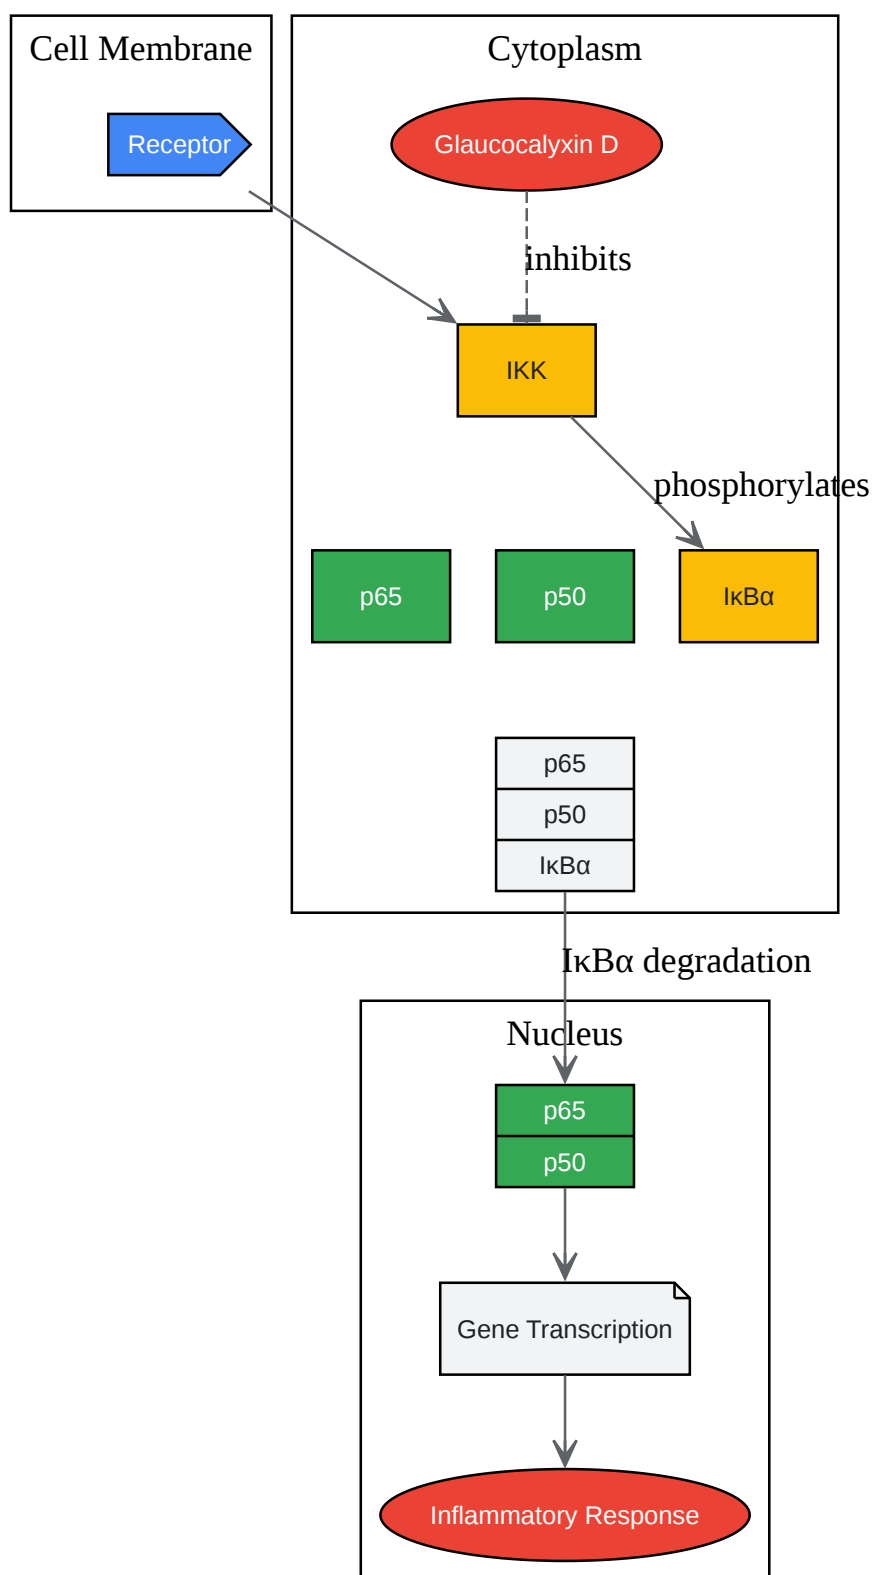 Cell Membrane
Cytoplasm
Receptor
Glaucocalyxin D
inhibits
IKK
phosphorylates
p65
p50
IκBα
p65
p50
IκBα
IκBα degradation
Nucleus
p65
p50
Gene Transcription
Inflammatory Response